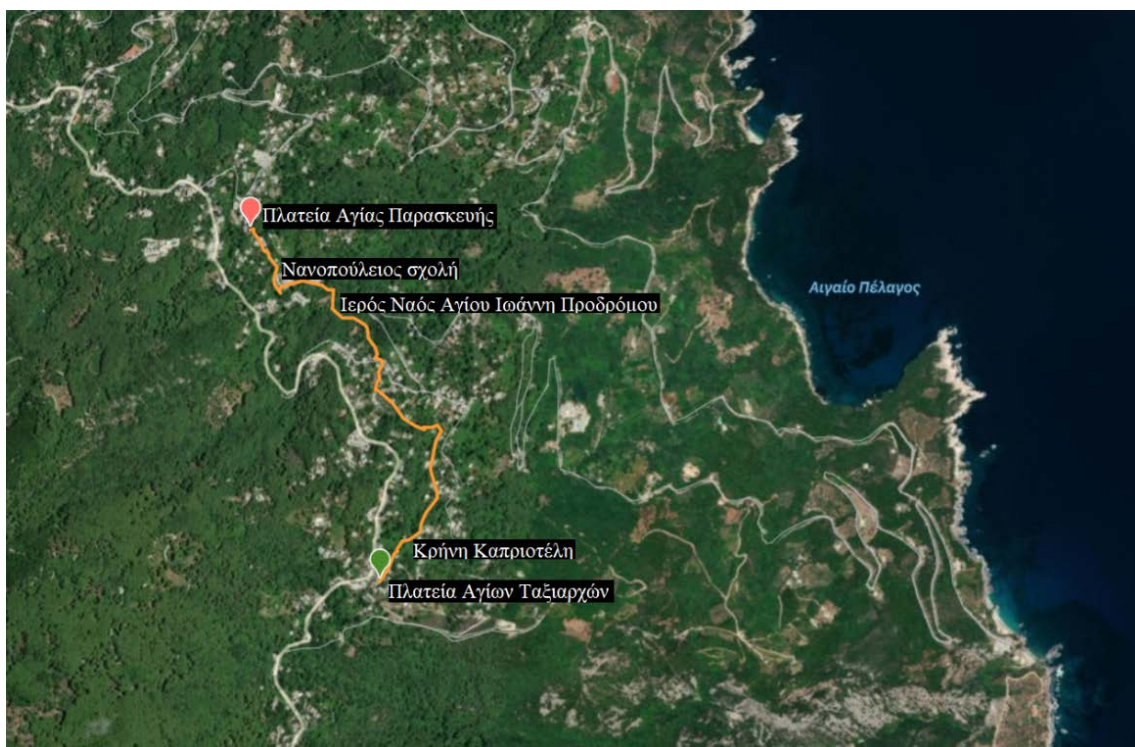 Πλατεία Αγίας Παρασκευής
Νανοπούλειος σχολή
Αιγαίο Πέλαγος
Ιερός Ναός Αγίου Ιωάννη Προδρόμου
Κρήνη Καπριοτέλη
Πλατεία Αγίων Ταξιαρχών